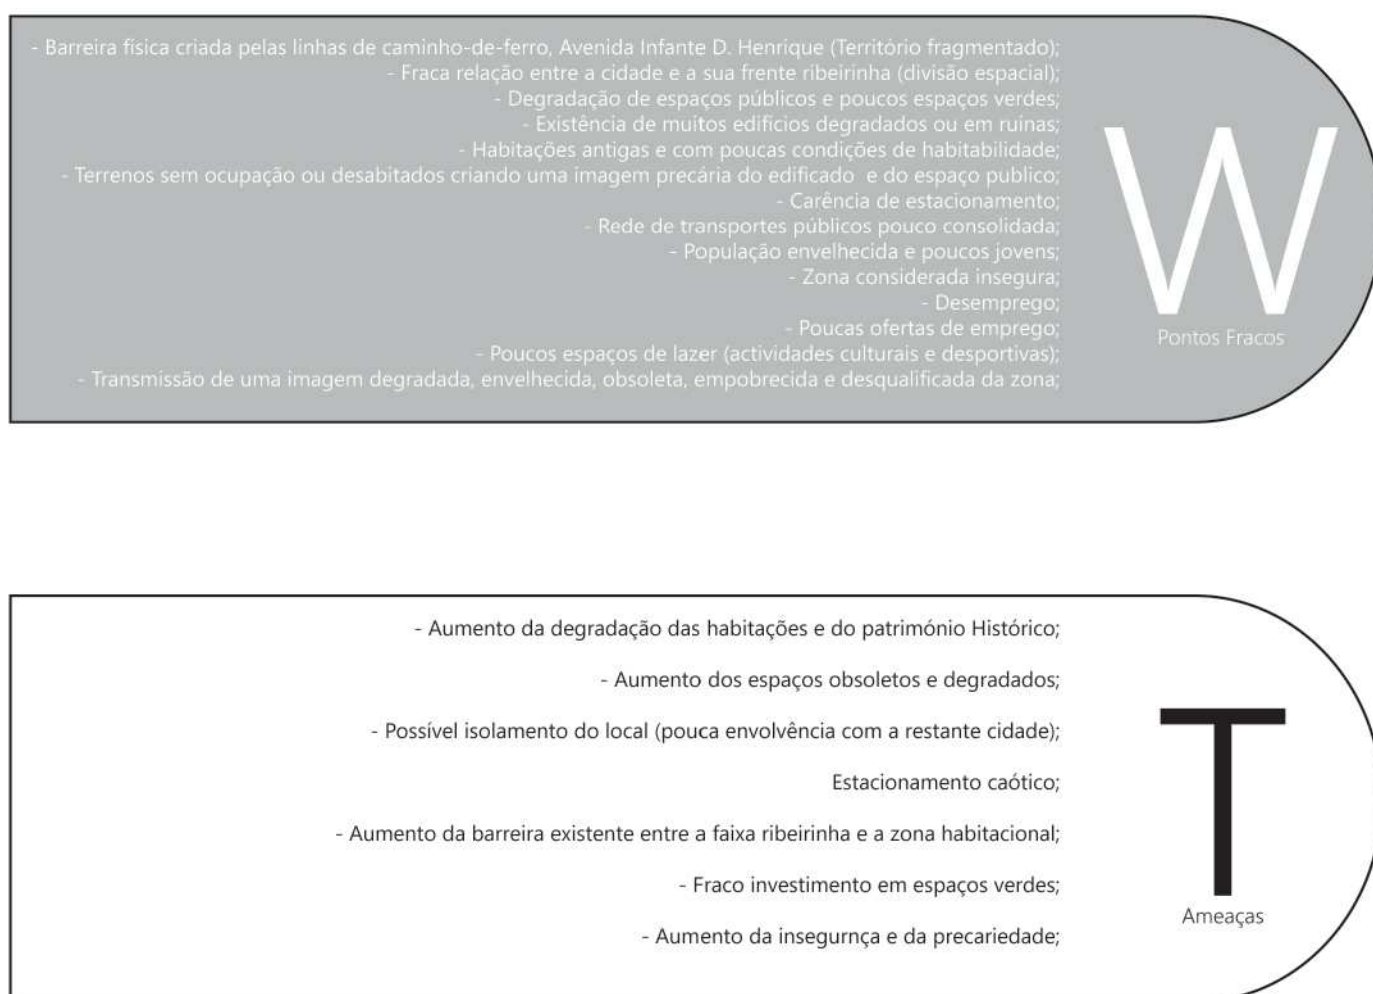 - Barreira física criada pelas linhas de caminho-de-ferro, Avenida Infante D. Henrique (Território fragmentado);
- Fraca relação entre a cidade e a sua frente ribeirinha (divisão espacial);
- Degradação de espaços públicos e poucos espaços verdes;
- Existência de muitos edifícios degradados ou em ruínas;
- Habitações antigas e com poucas condições de habitabilidade;
- Terrenos sem ocupação ou desabitados criando uma imagem precária do edificado e do espaço publico;
- Carência de estacionamento;
- Rede de transportes públicos pouco consolidada;
- População envelhecida e poucos jovens;
- Zona considerada insegura;
- Desemprego;
- Poucas ofertas de emprego;
- Poucos espaços de lazer (actividades culturais e desportivas);
- Transmissão de uma imagem degradada, envelhecida, obsoleta, empobrecida e desqualificada da zona;
W
Pontos Fracos
- Aumento da degradação das habitações e do património Histórico;
- Aumento dos espaços obsoletos e degradados;
- Possível isolamento do local (pouca envolvência com a restante cidade);
Estacionamento caótico;
- Aumento da barreira existente entre a faixa ribeirinha e a zona habitacional;
- Fraco investimento em espaços verdes;
- Aumento da insegurnça e da precariedade;
T
Ameaças